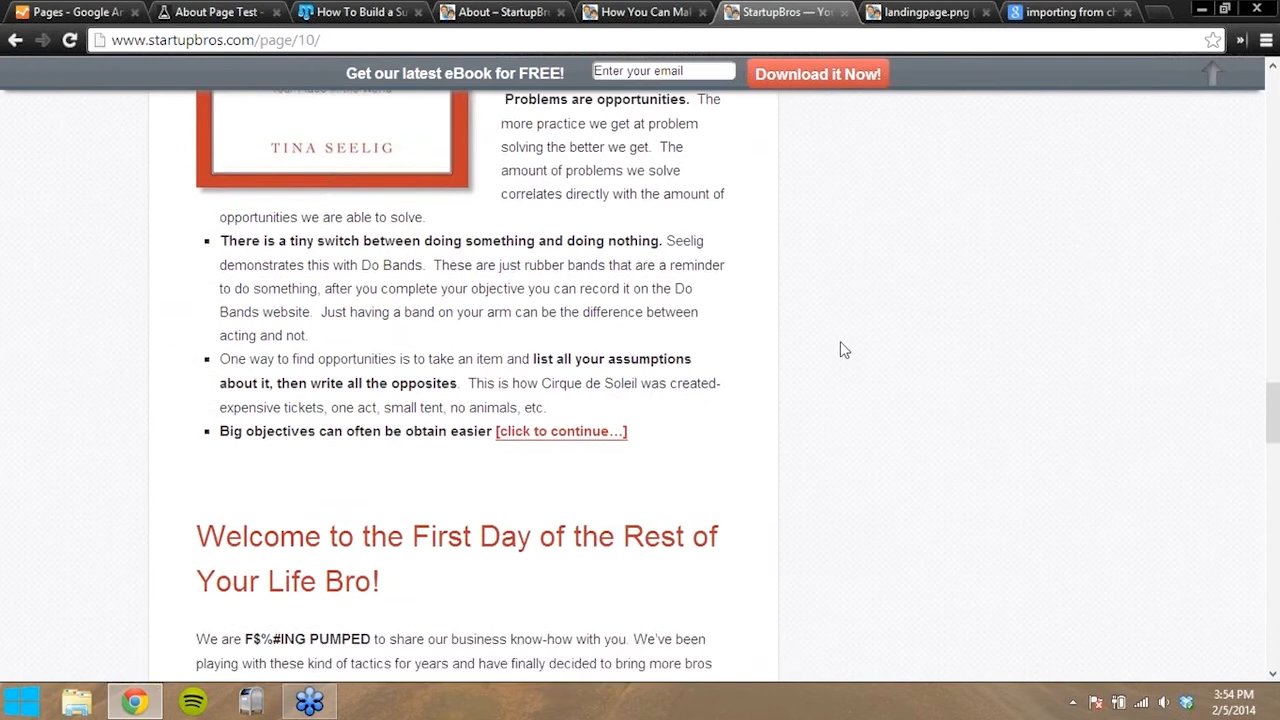 Pages - Google Ar
About Page Test -
How To Build a Su
About – StartupBr
How You Can Mak
StartupBros — Yo
landingpage.png (
importing from ch
www.startupbros.com/page/10/
Get our latest eBook for FREE!
Enter your email
Download it Now!
TINA SEELIG
Problems are opportunities. The
more practice we get at problem
solving the better we get. The
amount of problems we solve
correlates directly with the amount of
opportunities we are able to solve.
There is a tiny switch between doing something and doing nothing. Seelig
demonstrates this with Do Bands. These are just rubber bands that are a reminder
to do something, after you complete your objective you can record it on the Do
Bands website. Just having a band on your arm can be the difference between
acting and not.
One way to find opportunities is to take an item and list all your assumptions
about it, then write all the opposites. This is how Cirque de Soleil was created-
expensive tickets, one act, small tent, no animals, etc.
Big objectives can often be obtain easier [click to continue…]
Welcome to the First Day of the Rest of
Your Life Bro!
We are F$%#ING PUMPED to share our business know-how with you. We've been
playing with these kind of tactics for years and have finally decided to bring more bros
3:54 PM
2/5/2014